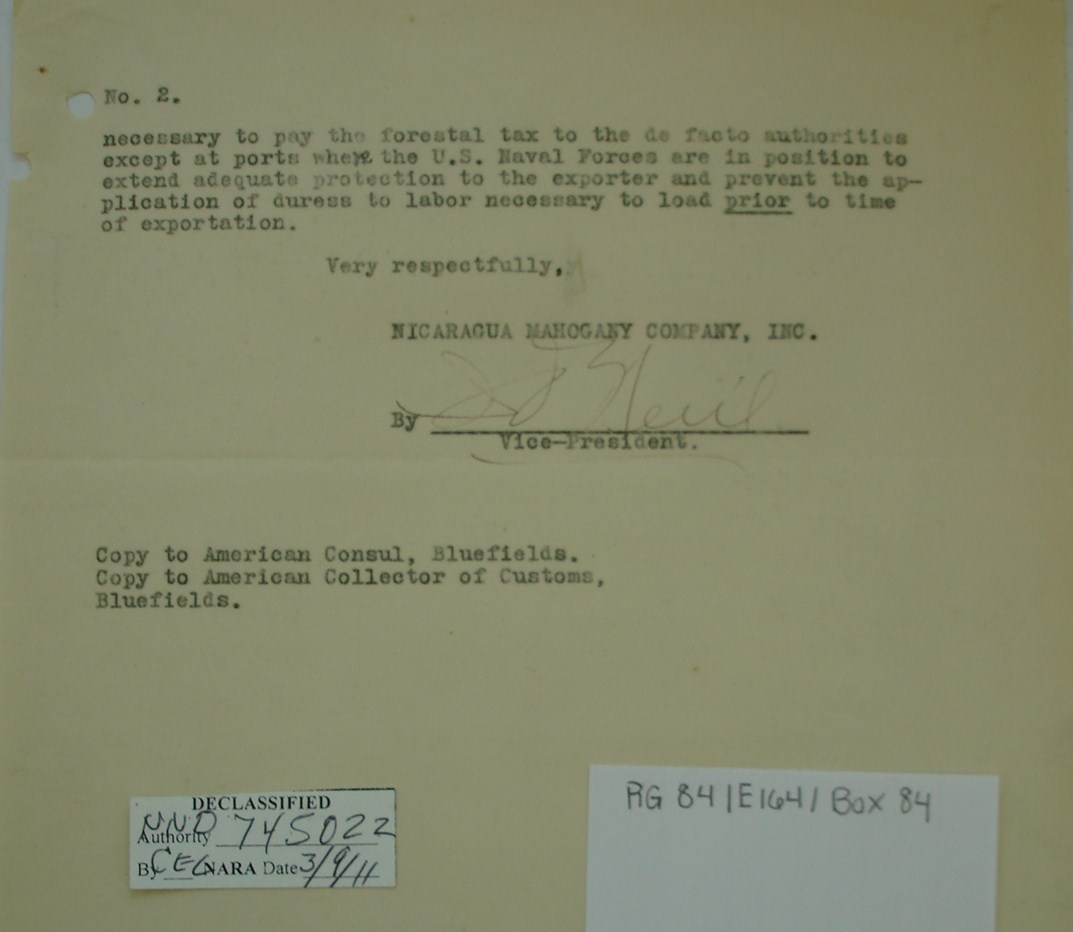 No. 2.
necessary to pay the forestal tax to the de facto authorities
except at ports where the U.S. Naval Forces are in position to
extend adequate protection to the exporter and prevent the ap-
plication of duress to labor necessary to load prior to time
of exportation.
Very respectfully,
NICARAGUA MAHOGANY COMPANY, INC.
By
Vice-President.
Copy to American Consul, Bluefields.
Copy to American Collector of Customs,
Bluefields.
DECLASSIFIED
Authority NND 745022
By CEC NARA Date 3/9/11
RG 84 / E164 / Box 84